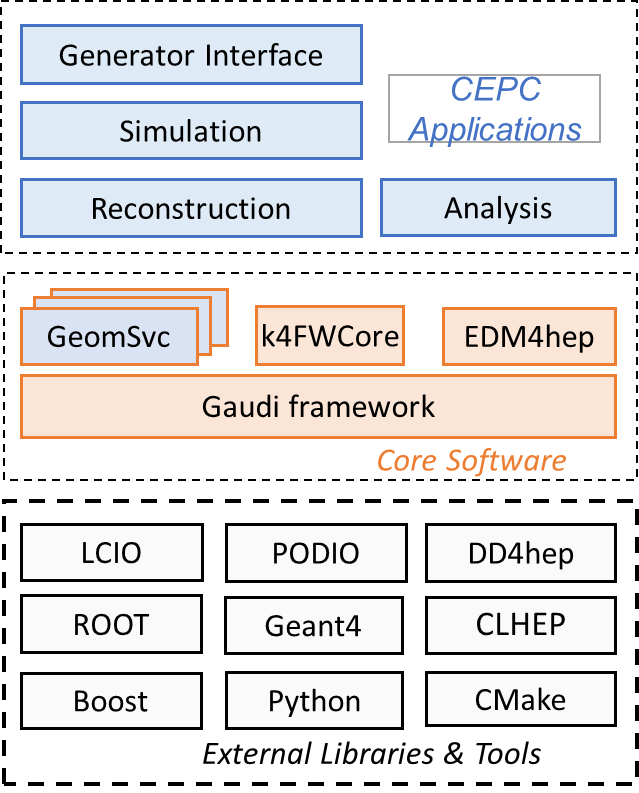 Generator Interface
CEPC
Applications
Simulation
Reconstruction
Analysis
GeomSvc
k4FWCore
EDM4hep
Gaudi framework
Core Software
LCIO
PODIO
DD4hep
ROOT
Geant4
CLHEP
Boost
Python
CMake
External Libraries & Tools